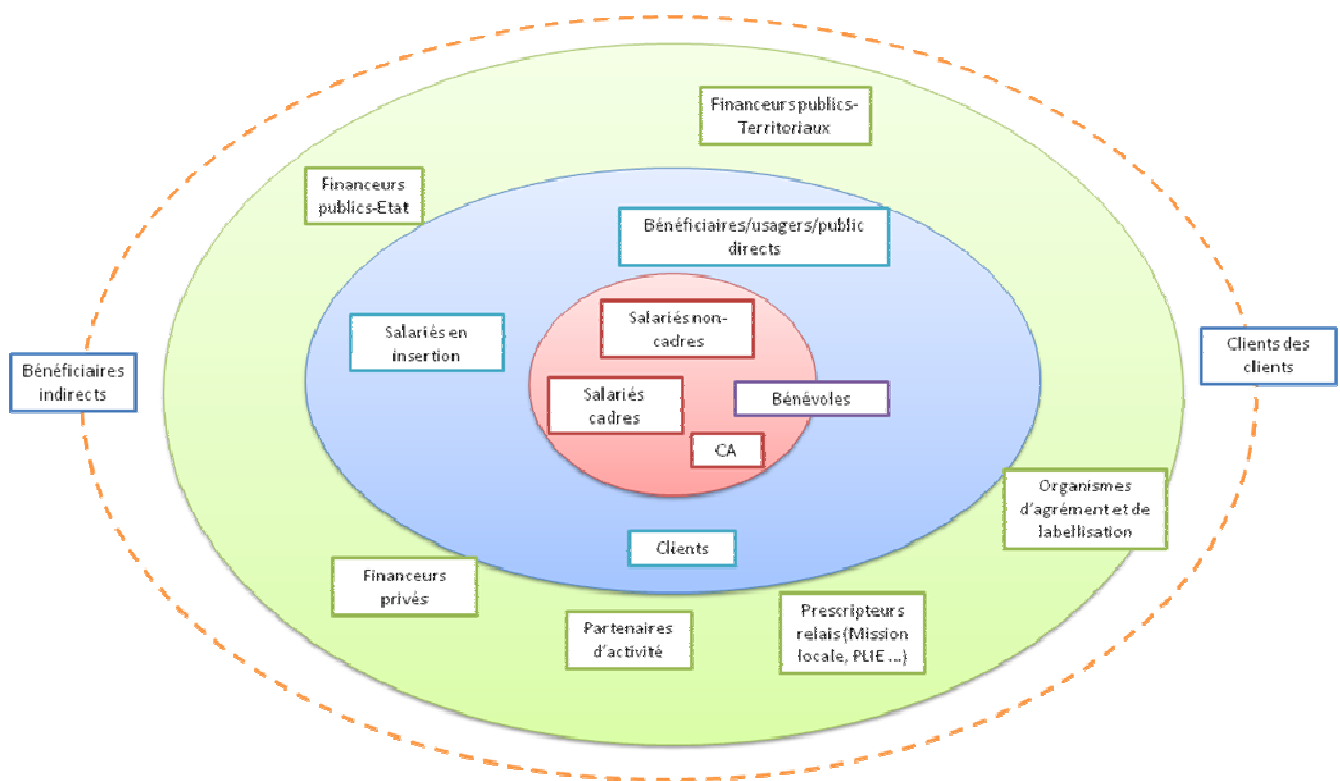 Financeurs publics-
Territoriaux
Financeurs
publics-Etat
Bénéficiaires/usagers/public
directs
Salariés non-
cadres
Salariés en
insertion
Bénéficiaires
indirects
Clients des
clients
Salariés
cadres
Bénévoles
CA
Organismes
d'agrément et de
labellisation
Clients
Financeurs
privés
Partenaires
d'activité
Prescripteurs
relais (Mission
locale, PLIE ...)